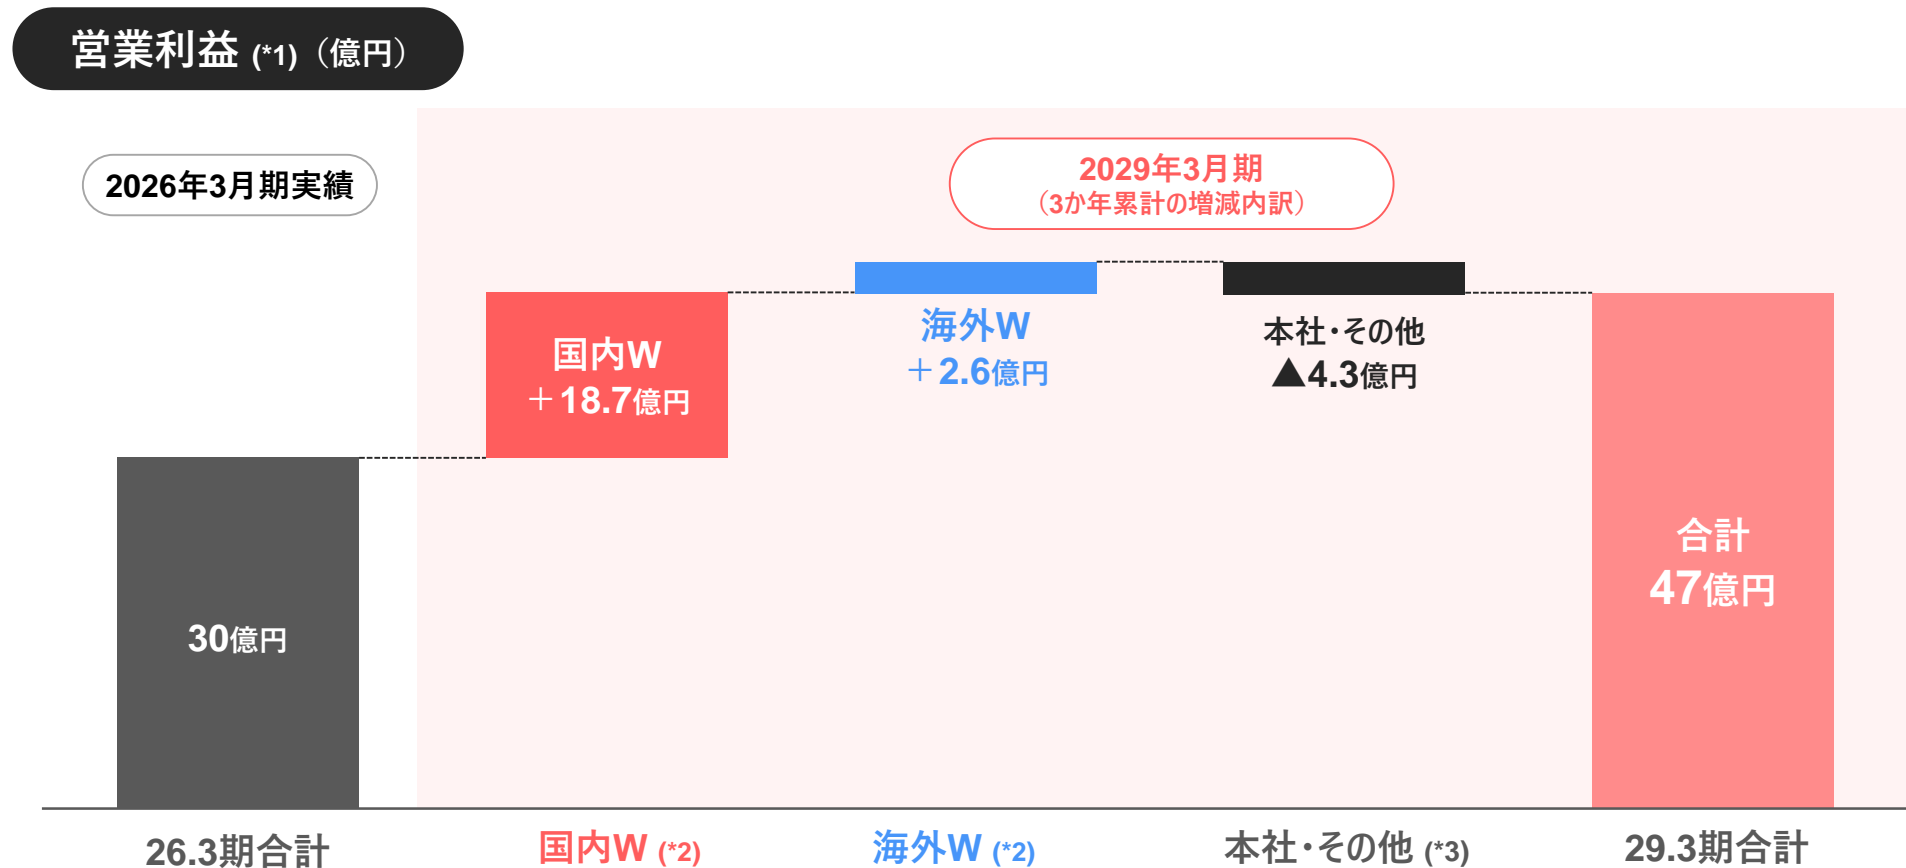 営業利益 (*1)（億円）
2026年3月期実績
2029年3月期
（3か年累計の増減内訳）
国内W
＋18.7億円
海外W
＋2.6億円
本社・その他
▲4.3億円
30億円
合計
47億円
26.3期合計
国内W (*2)
海外W (*2)
本社・その他 (*3)
29.3期合計